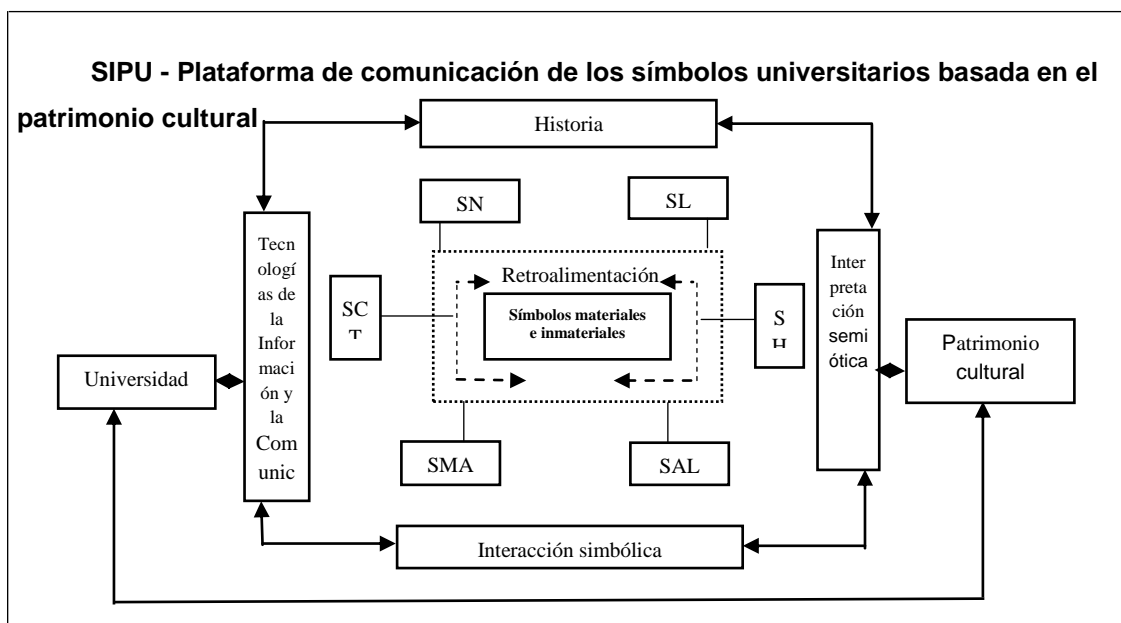 SIPU - Plataforma de comunicación de los símbolos universitarios basada en el
patrimonio cultural
Historia
SN
SL
Tecn
ologí
as de
la
Infor
maci
ón y
la
Com
unic
Retroalimentación
Símbolos materiales
e inmateriales
SC
T
S
H
Inter
preta
ción
semi
ótica
Universidad
Patrimonio
cultural
SMA
SAL
Interacción simbólica